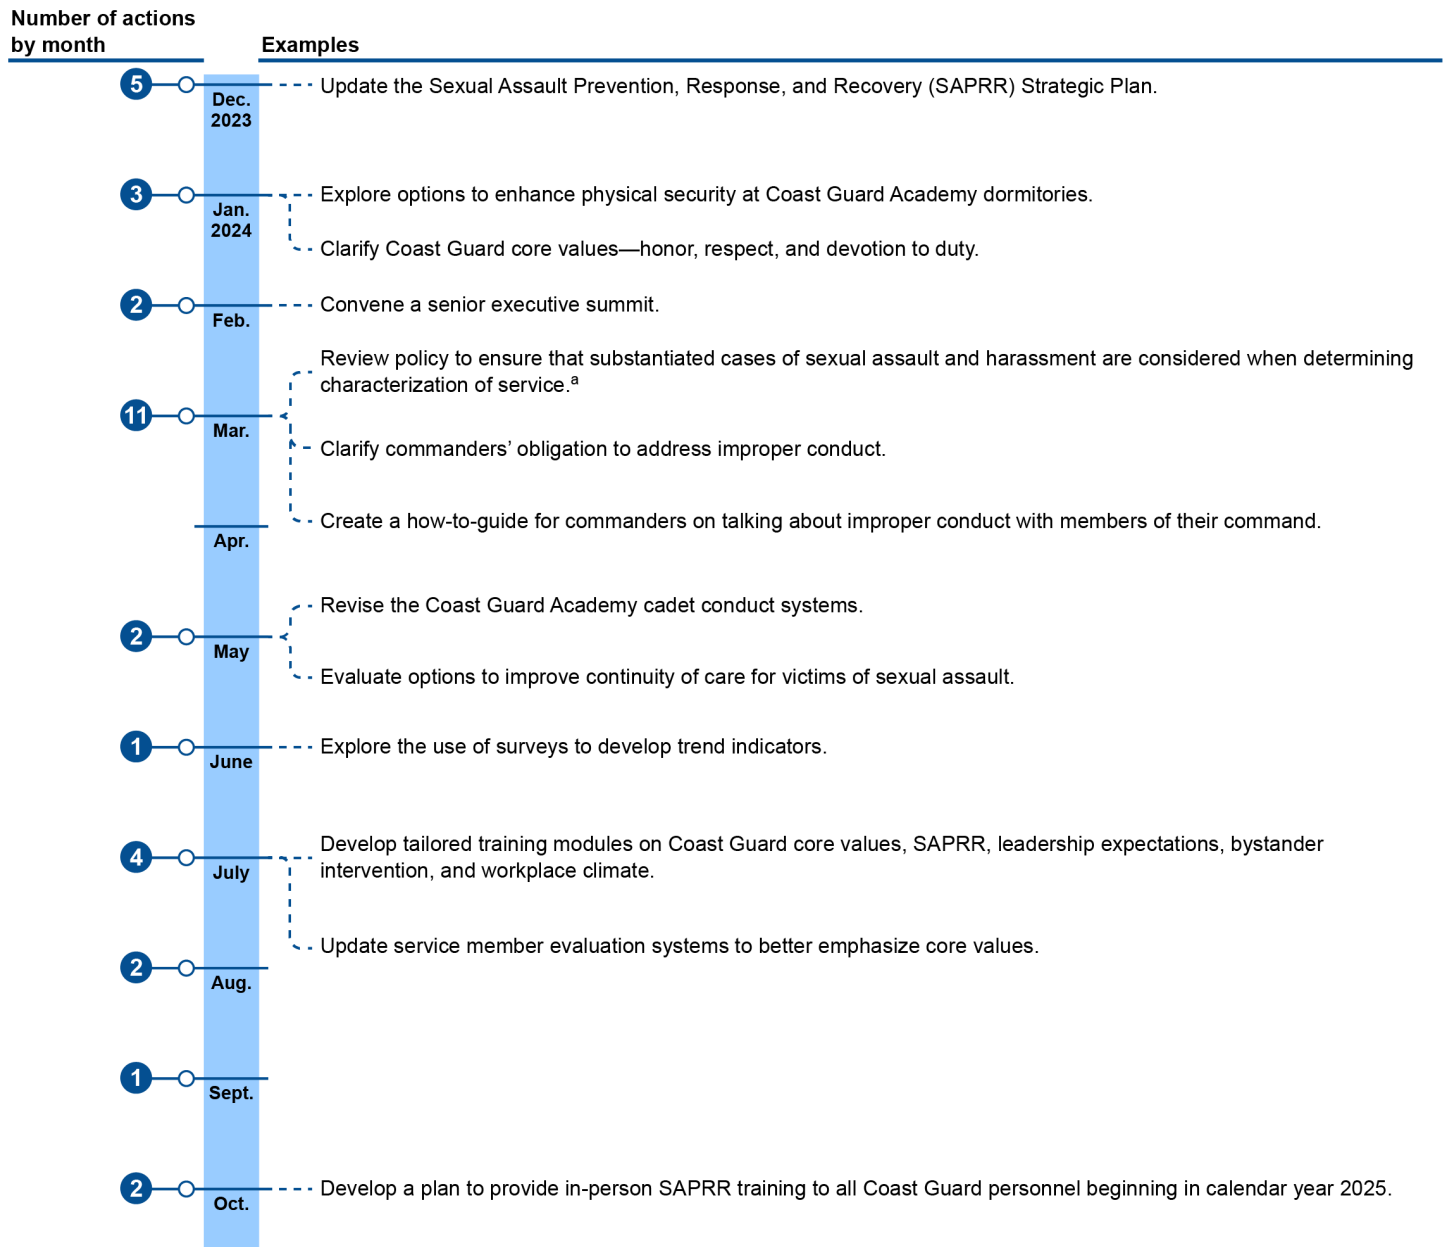 Number of actions
by month
Examples
5
Dec.
2023
Update the Sexual Assault Prevention, Response, and Recovery (SAPRR) Strategic Plan.
3
Jan.
2024
Explore options to enhance physical security at Coast Guard Academy dormitories.
Clarify Coast Guard core values—honor, respect, and devotion to duty.
2
Feb.
Convene a senior executive summit.
11
Mar.
Review policy to ensure that substantiated cases of sexual assault and harassment are considered when determining
characterization of service.a
Clarify commanders’ obligation to address improper conduct.
Create a how-to-guide for commanders on talking about improper conduct with members of their command.
Apr.
2
May
Revise the Coast Guard Academy cadet conduct systems.
Evaluate options to improve continuity of care for victims of sexual assault.
1
June
Explore the use of surveys to develop trend indicators.
4
July
Develop tailored training modules on Coast Guard core values, SAPRR, leadership expectations, bystander
intervention, and workplace climate.
Update service member evaluation systems to better emphasize core values.
2
Aug.
1
Sept.
2
Oct.
Develop a plan to provide in-person SAPRR training to all Coast Guard personnel beginning in calendar year 2025.